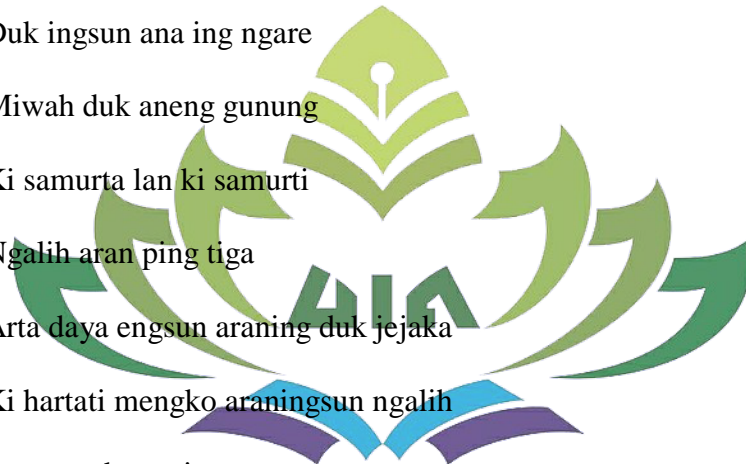 Duk ingsun ana ing ngare
Miwah duk aneng gunung
Ki samurta lan ki samurti
Ngalih aran ping tiga
UIN
Arta daya engsun araning duk jejaka
Ki hartati mengko araningsun ngalih